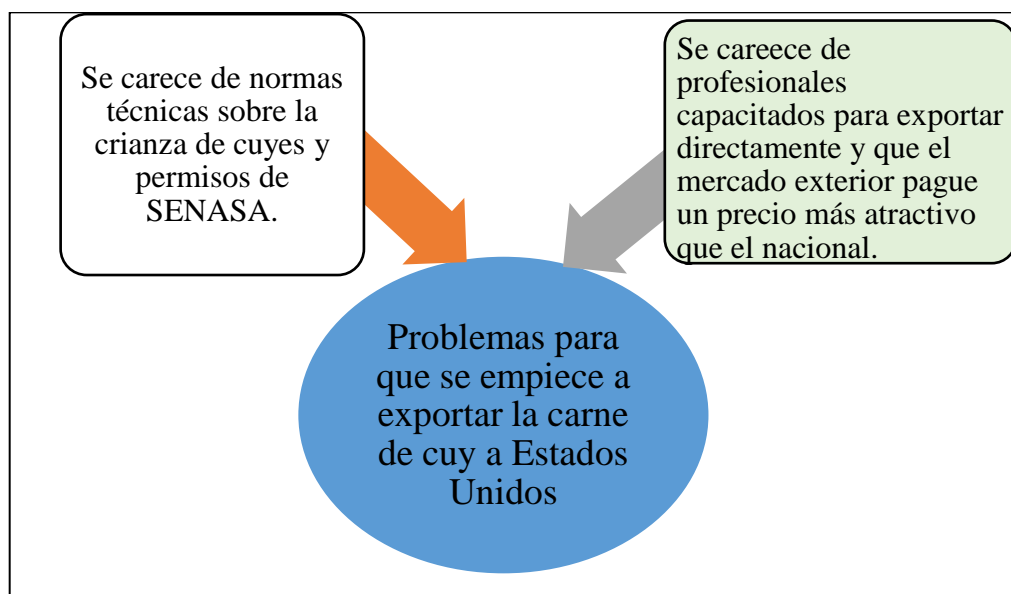 Se carece de normas
técnicas sobre la
crianza de cuyes y
permisos de
SENASA.
Se careece de
profesionales
capacitados para exportar
directamente y que el
mercado exterior pague
un precio más atractivo
que el nacional.
Problemas para
que se empiece a
exportar la carne
de cuy a Estados
Unidos